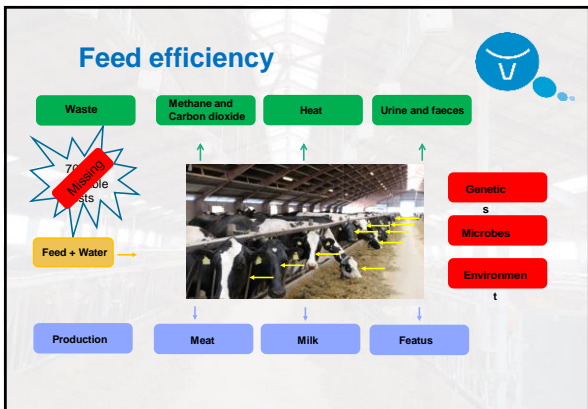 Feed efficiency
Waste
Methane and
Carbon dioxide
Heat
Urine and faeces
Missing
Feed + Water
Genetic
s
Microbes
Environmen
t
Production
Meat
Milk
Featus